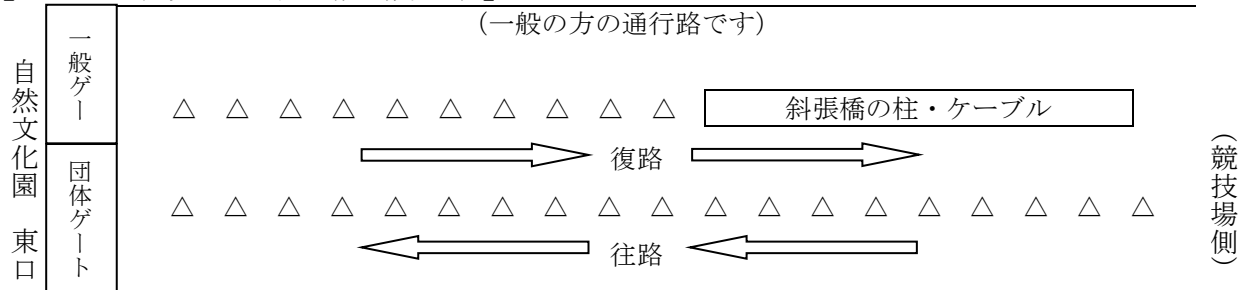 (一般の方の通行路です)
自然文化園　東口
一般ゲー
△ △ △ △ △ △ △ △ △ △
斜張橋の柱・ケーブル
復路
団体ゲート
△ △ △ △ △ △ △ △ △ △ △ △ △ △ △ △ △ △ △
往路
(競技場側)